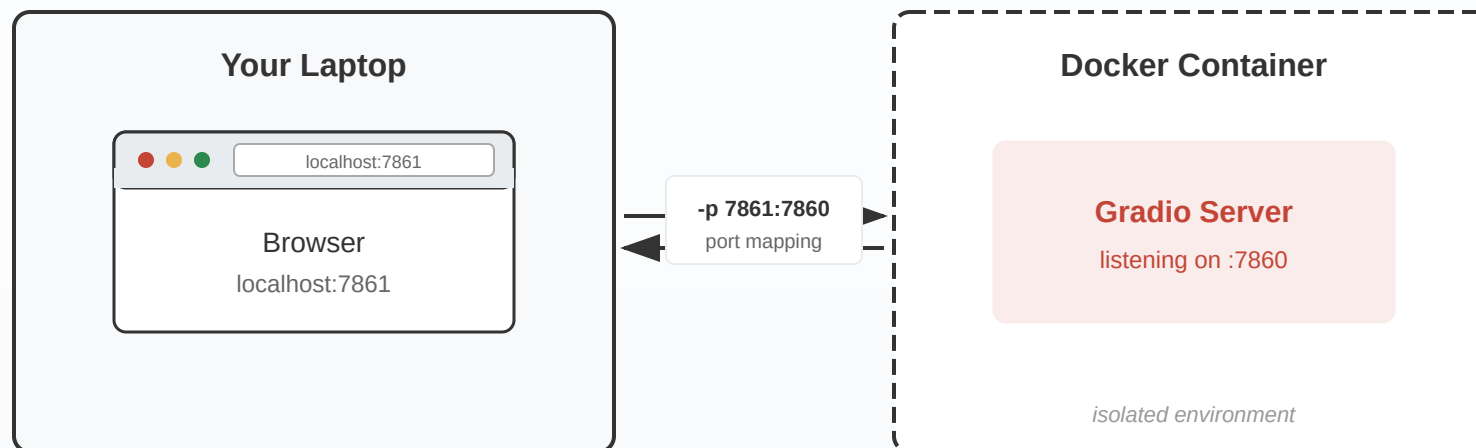 Your Laptop
localhost:7861
Browser
localhost:7861
-p 7861:7860
port mapping
Docker Container
Gradio Server
listening on :7860
isolated environment